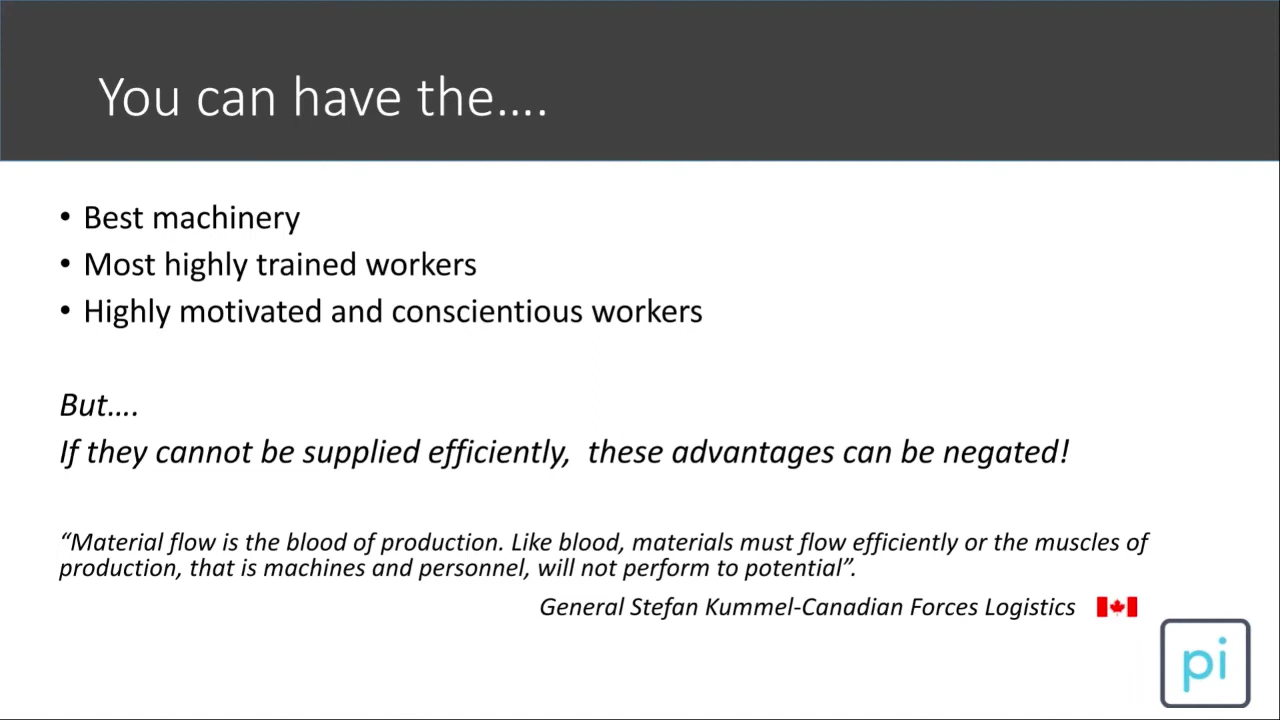 You can have the….
• Best machinery
• Most highly trained workers
• Highly motivated and conscientious workers
But….
If they cannot be supplied efficiently,  these advantages can be negated!
“Material flow is the blood of production. Like blood, materials must flow efficiently or the muscles of
production, that is machines and personnel, will not perform to potential”.
General Stefan Kummel-Canadian Forces Logistics
pi